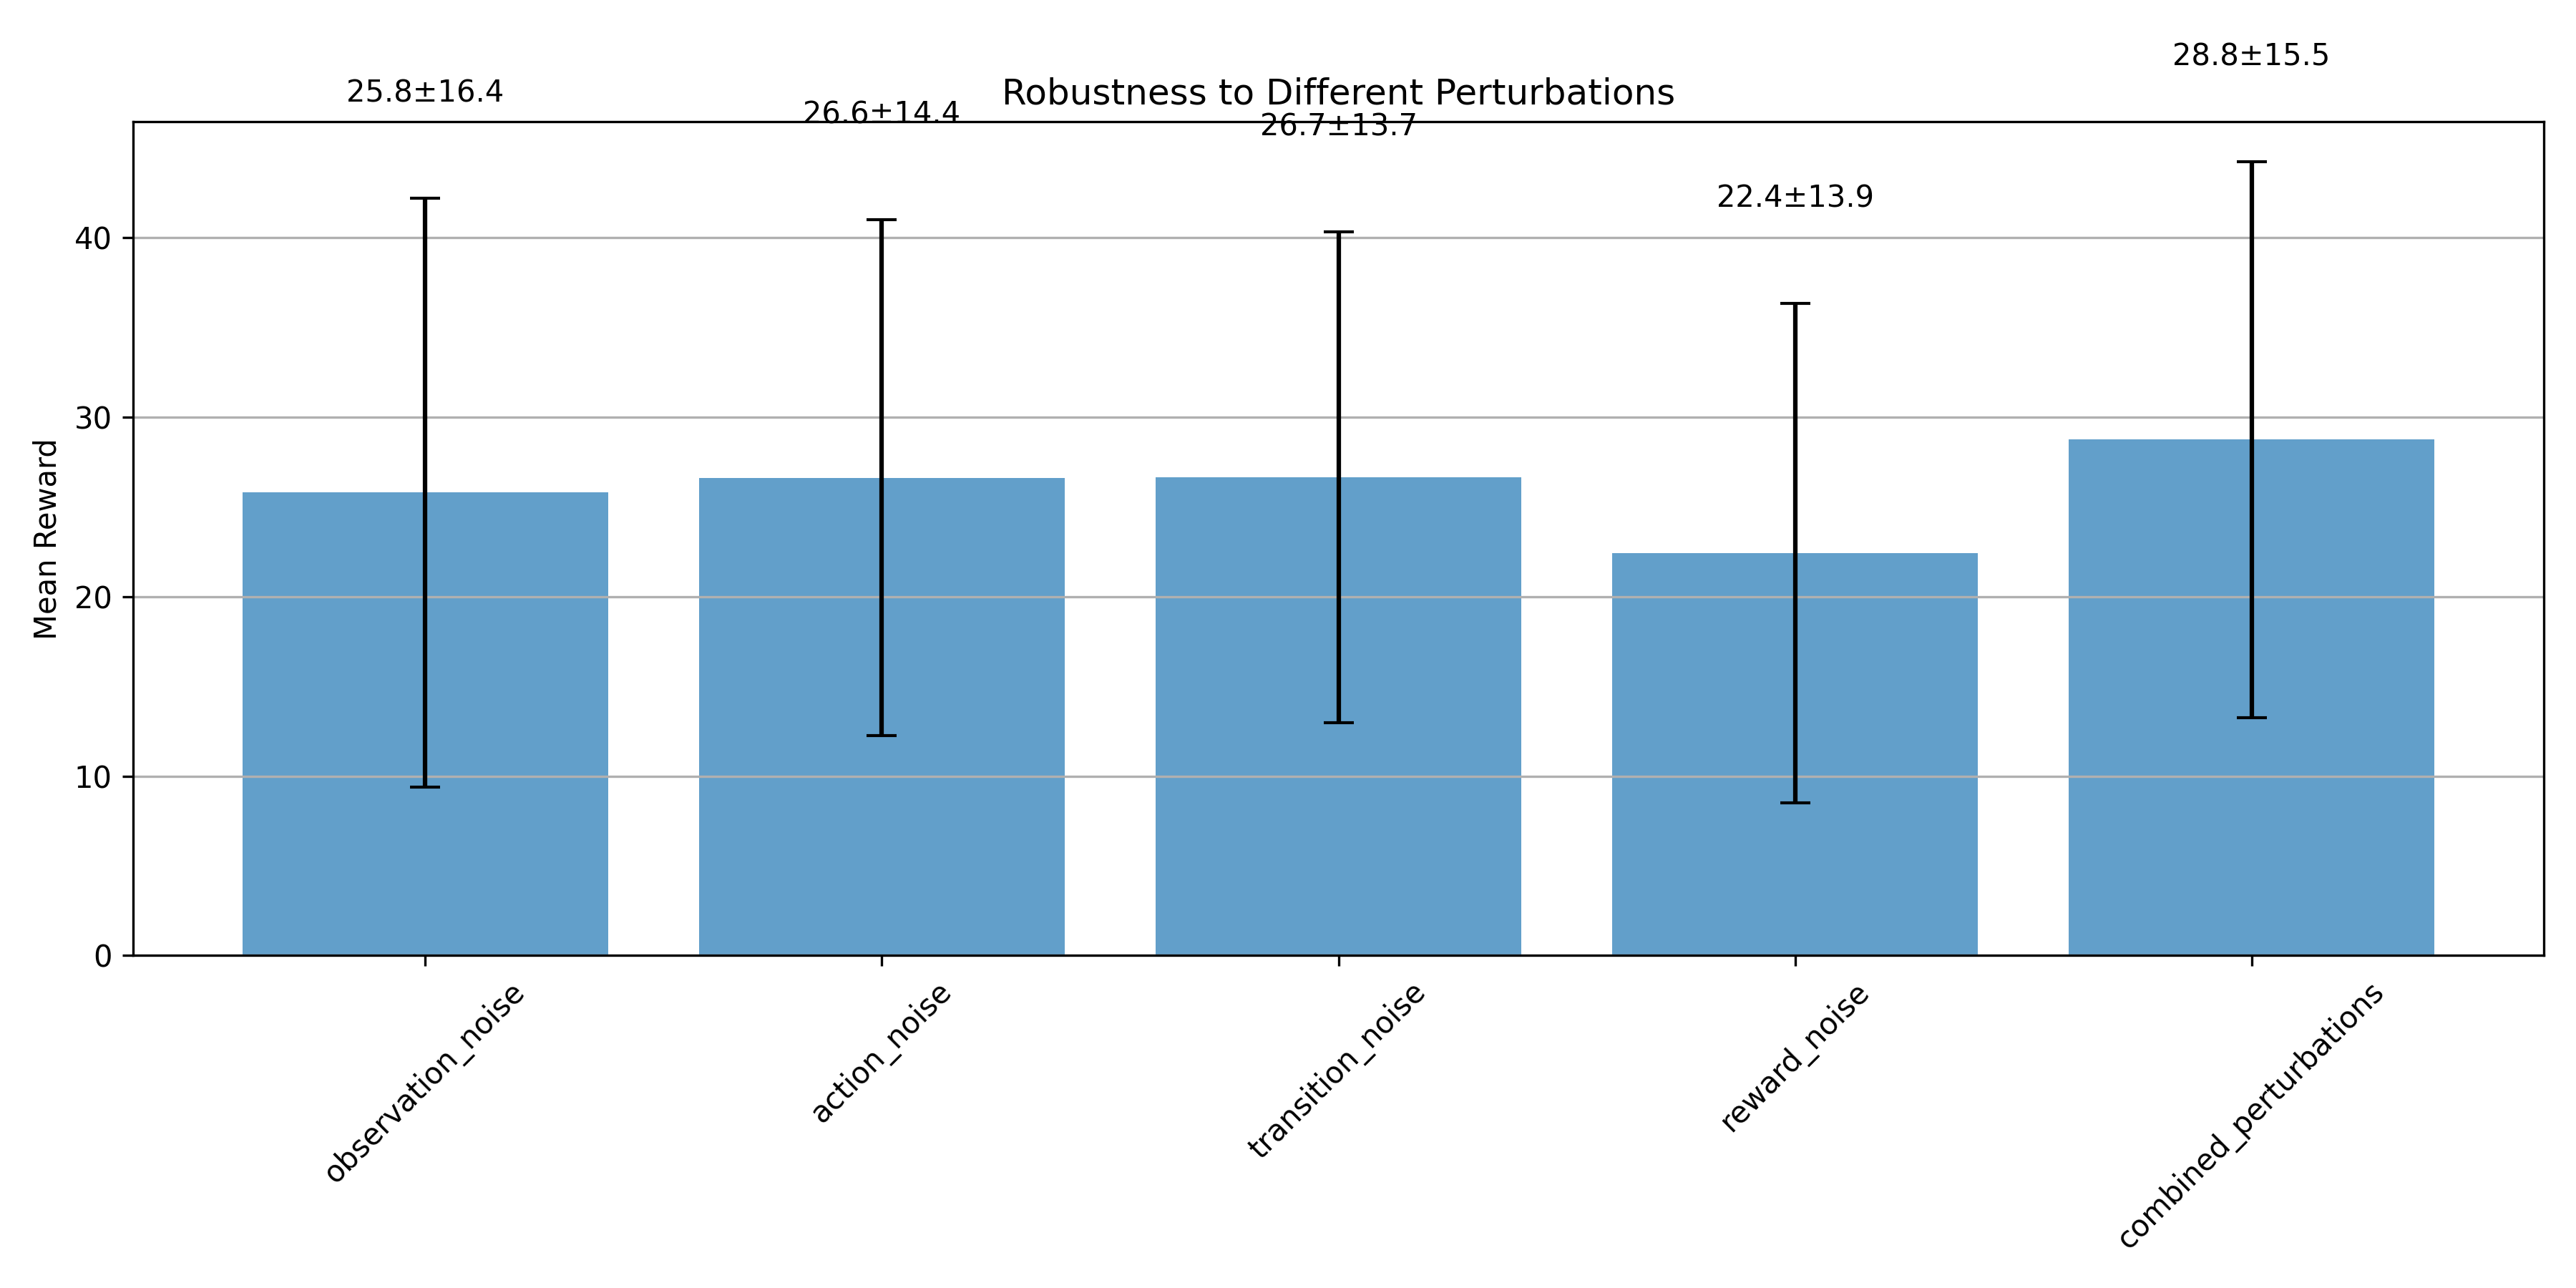 28.8±15.5
25.8±16.4
Robustness to Different Perturbations
26.6±14.4
26.7±13.7
22.4±13.9
40
30
20
10
0
Mean Reward
observation_noise
action_noise
transition_noise
reward_noise
combined_perturbations